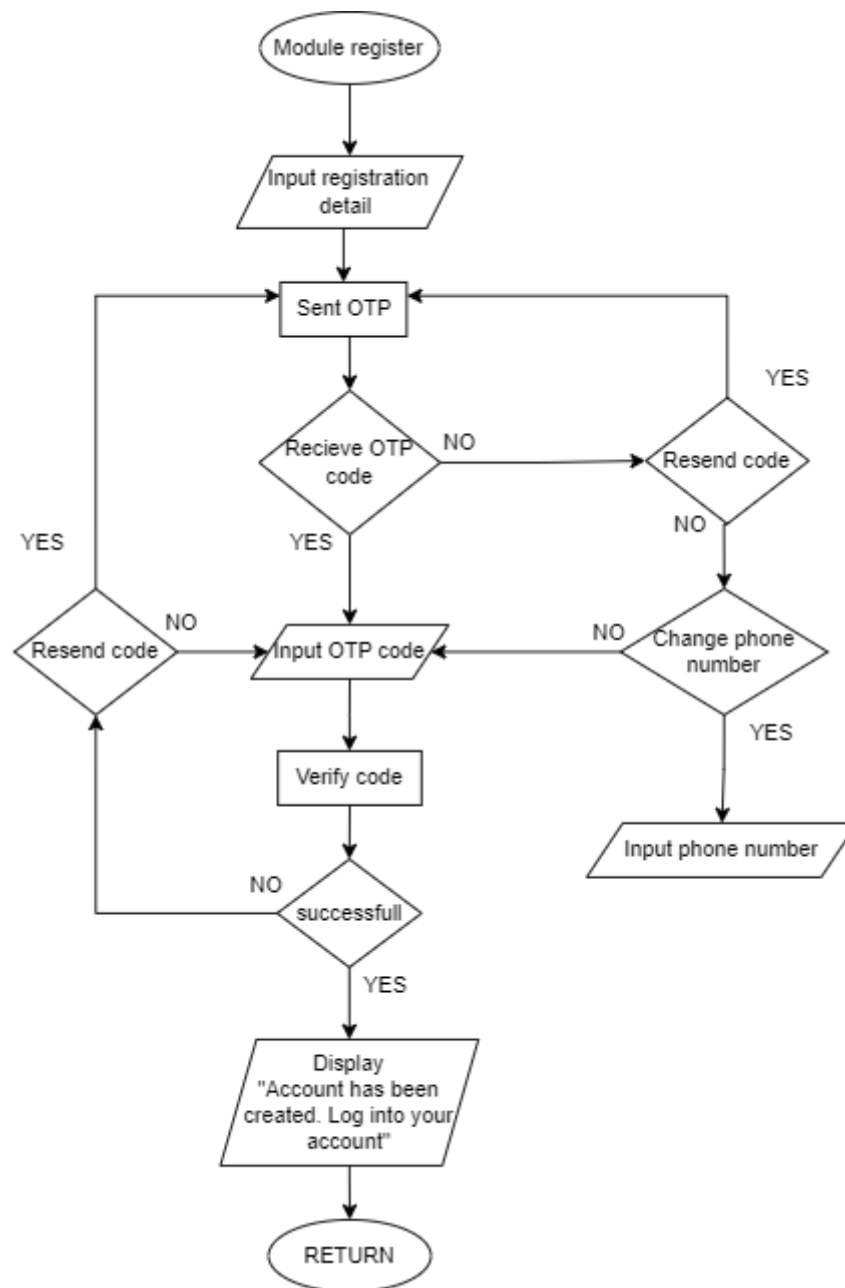 Module register
Input registration
detail
Sent OTP
YES
Recieve OTP
code
NO
Resend code
YES
YES
NO
Resend code
NO
Input OTP code
NO
Change phone
number
Verify code
YES
Input phone number
NO
successfull
YES
Display
"Account has been
created. Log into your
account"
RETURN